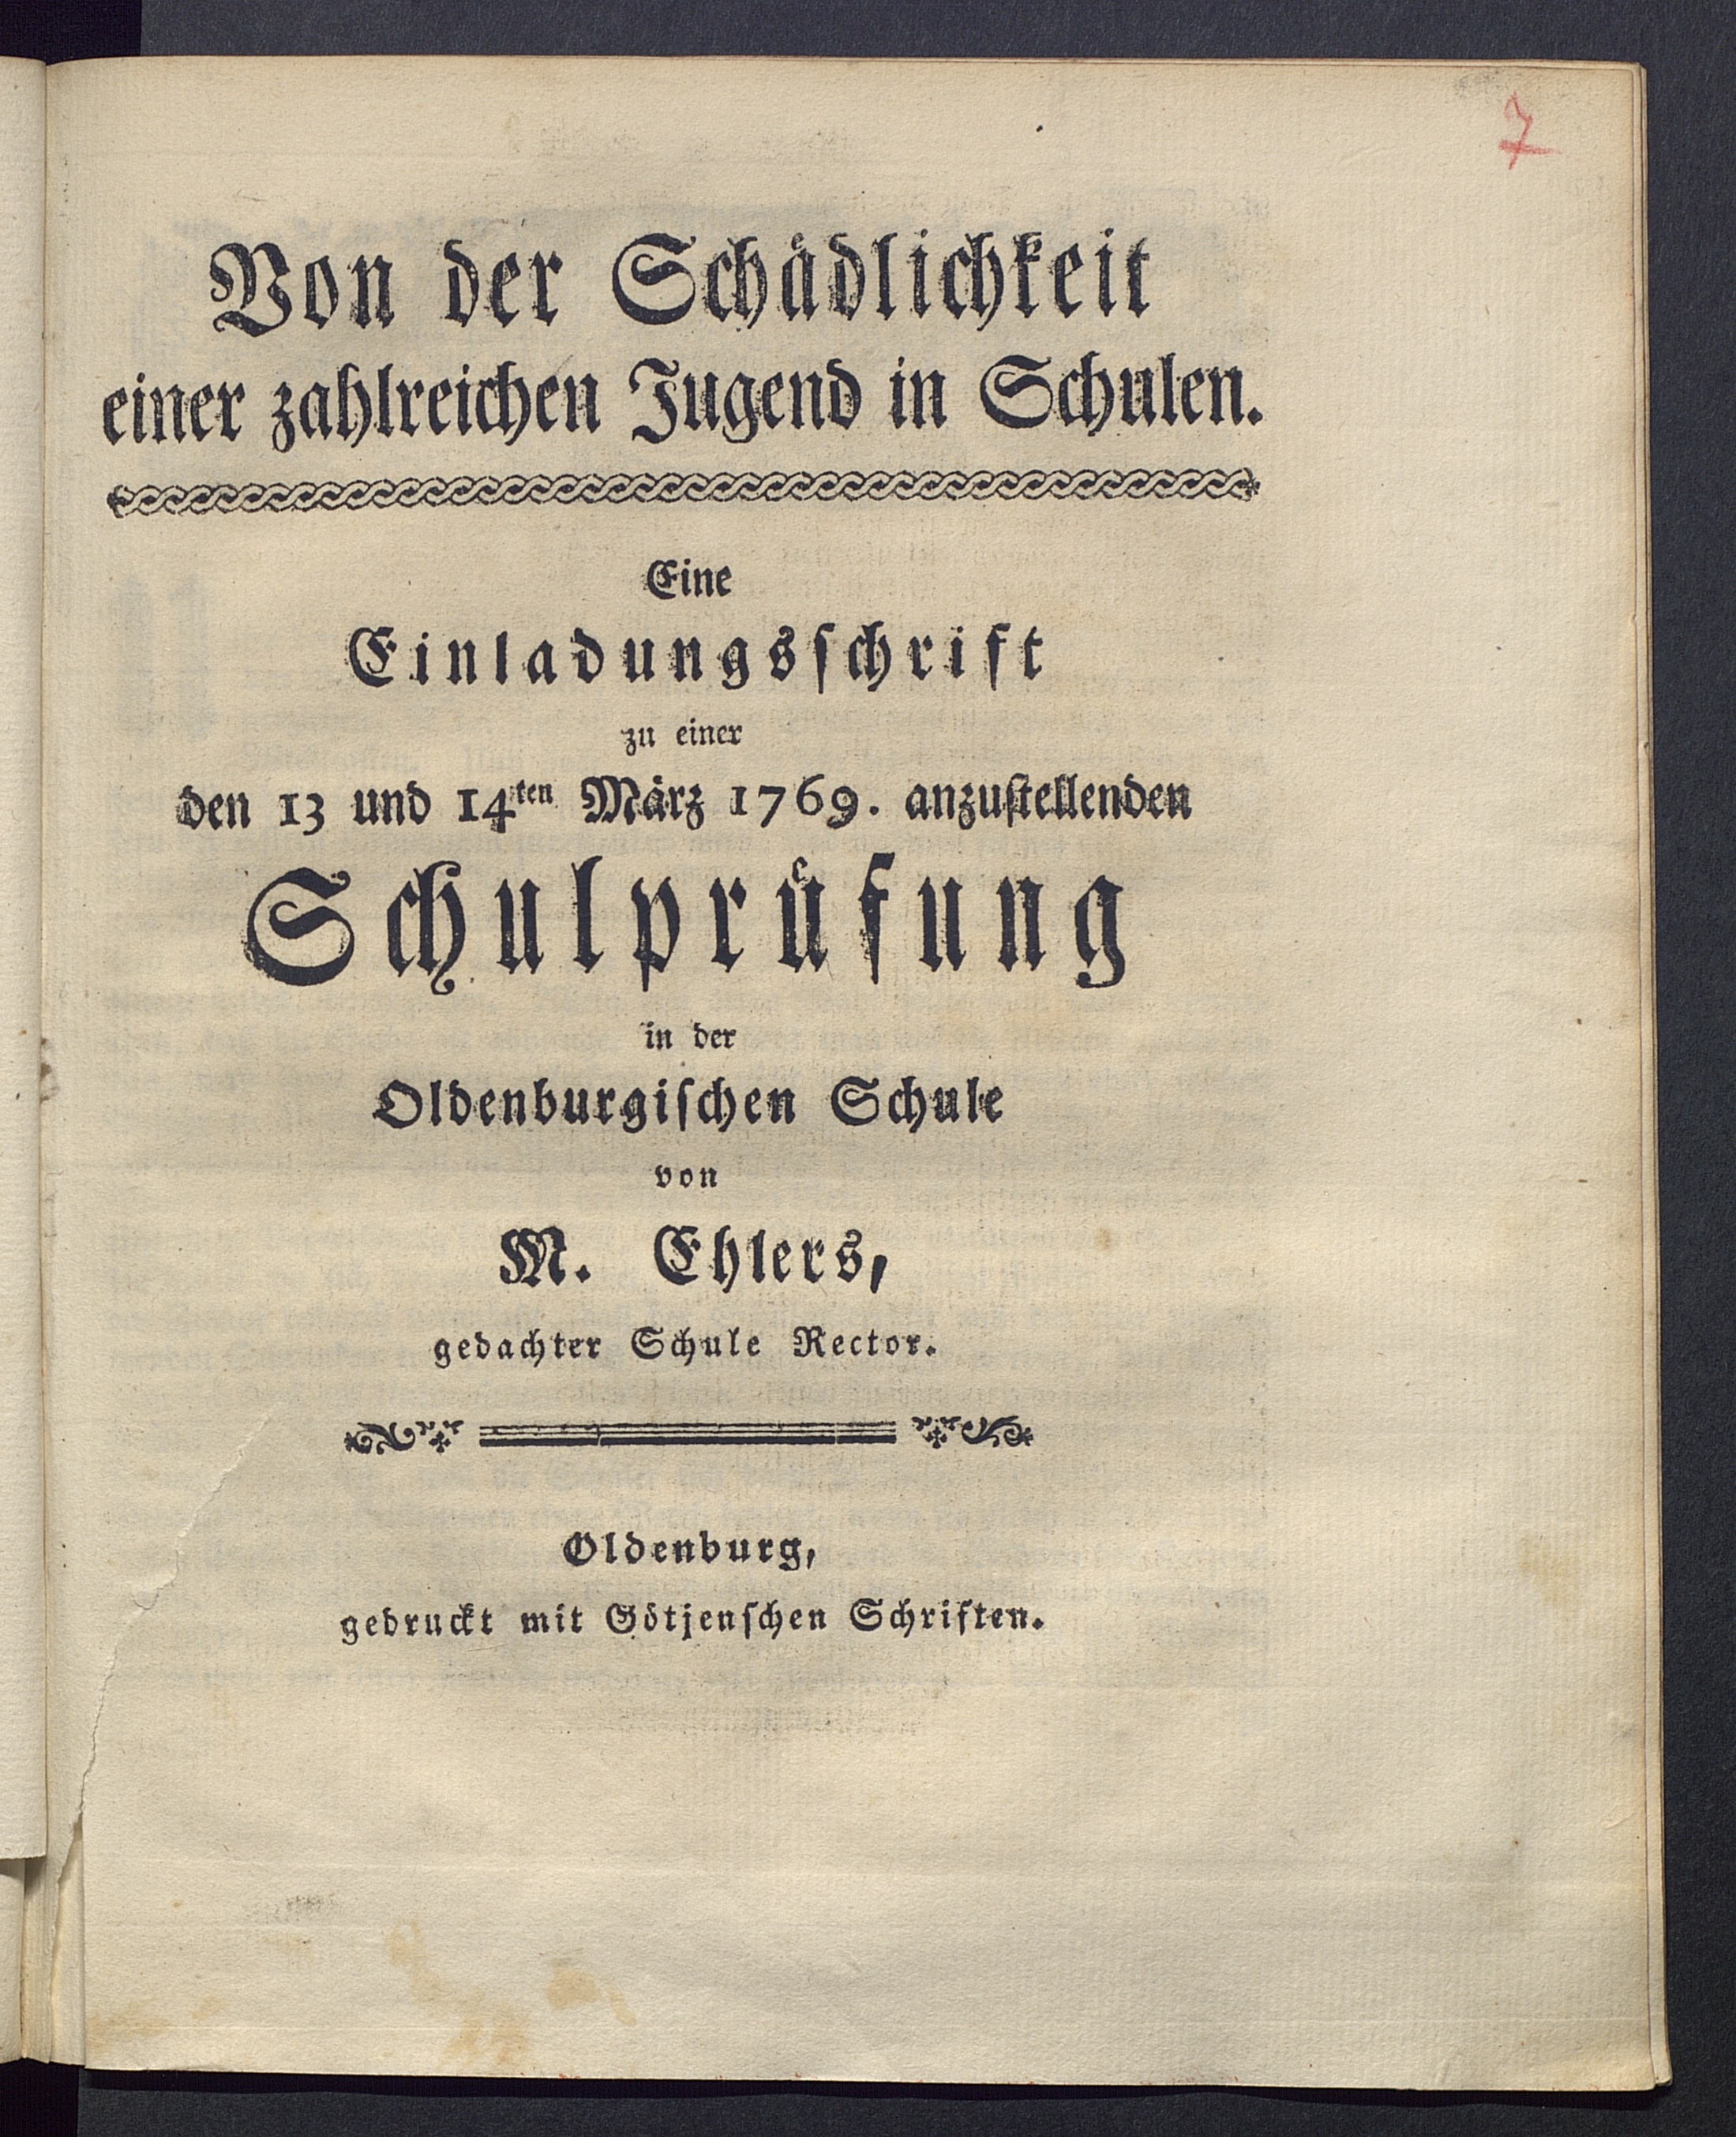 7
Von der Schädlichkeit
einer zahlreichen Jugend in Schulen.
Eine
Einladungsschrift
zu einer
den 13 und 14ten März 1769. anzustellenden
Schulprüfung
in der
Oldenburgischen Schule
von
M. Ehlers,
gedachter Schule Rector.
Oldenburg,
gedruckt mit Götjenschen Schriften.